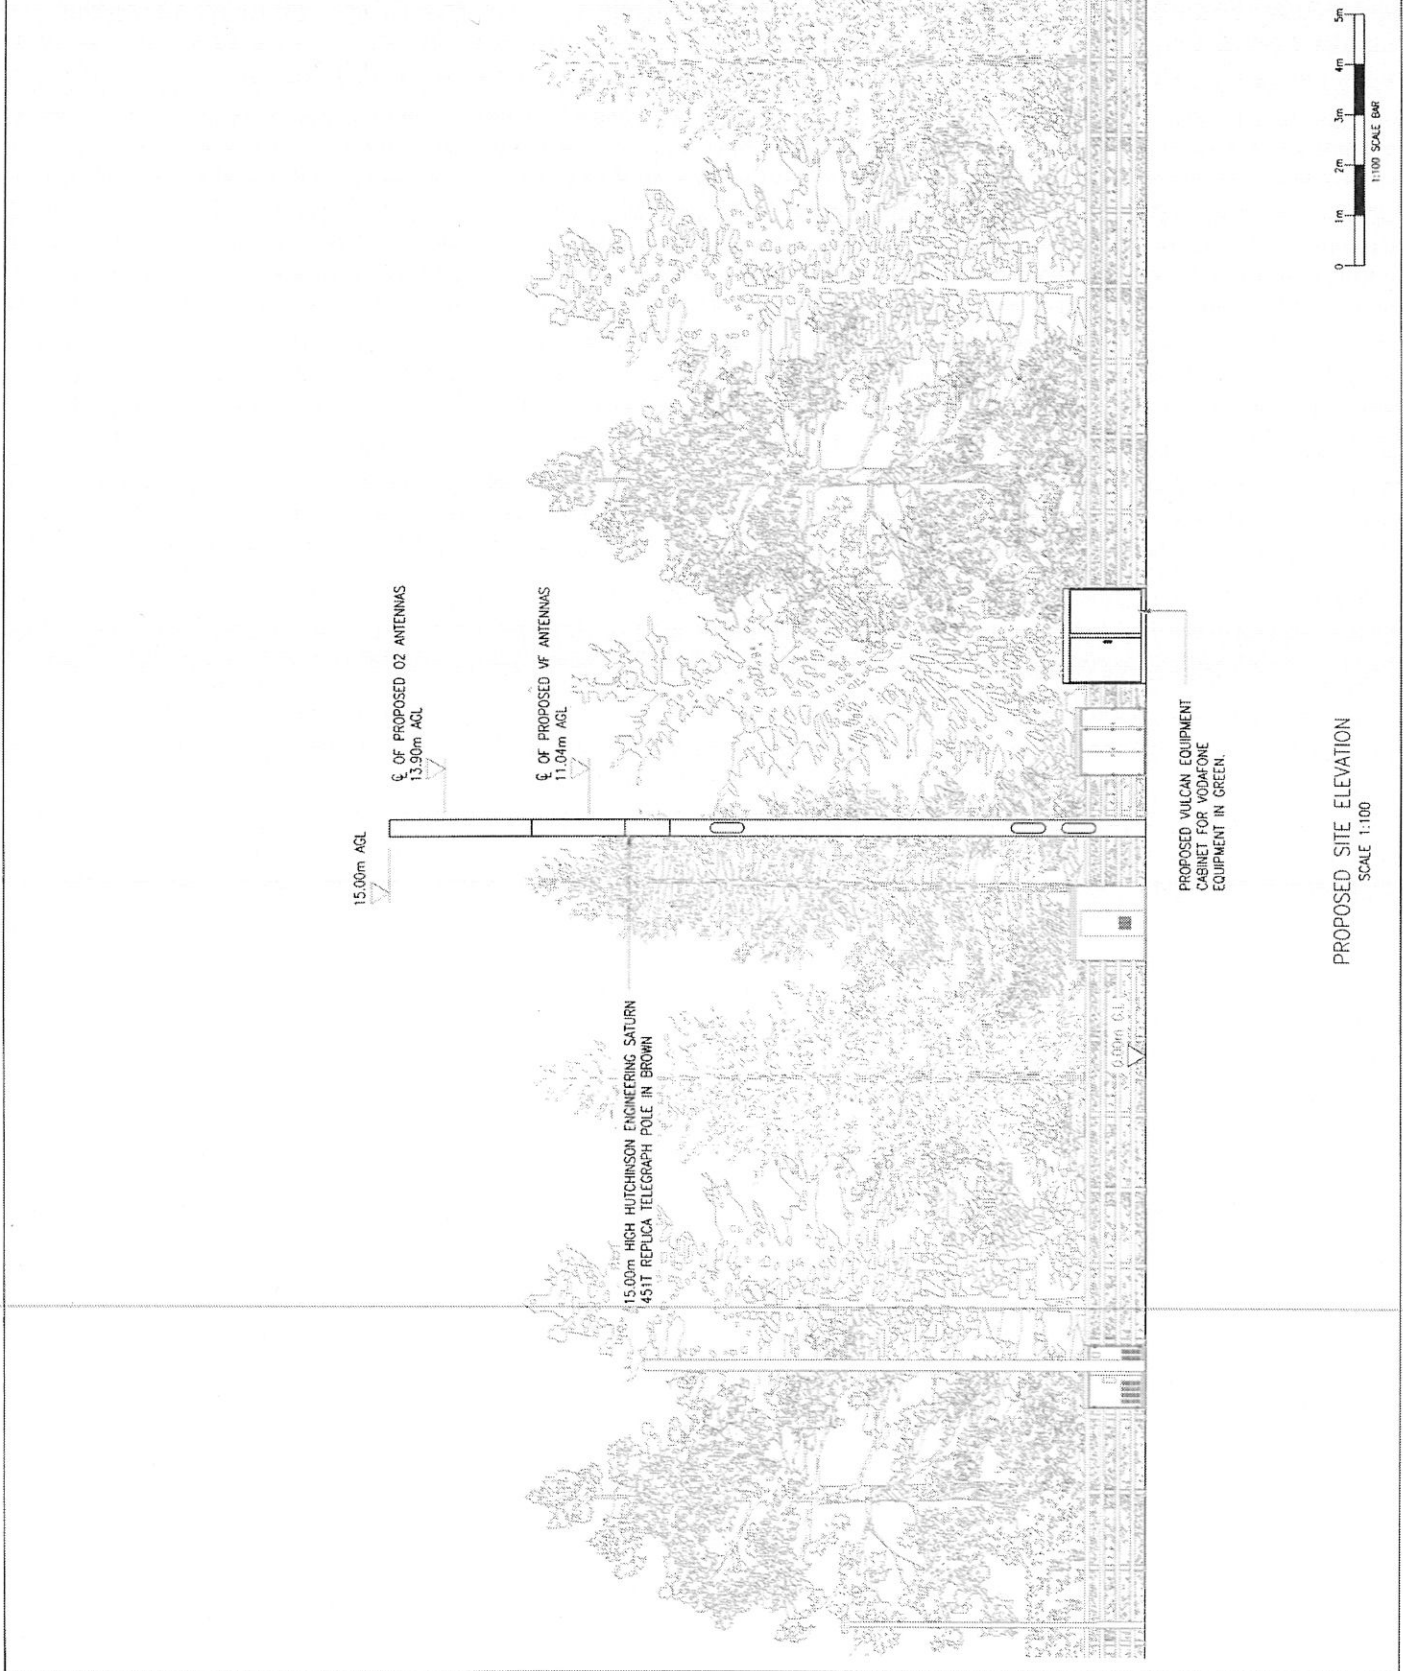 15.00m AGL
℄ OF PROPOSED O2 ANTENNAS
13.90m AGL
℄ OF PROPOSED VF ANTENNAS
11.04m AGL
15.00m HIGH HUTCHINSON ENGINEERING SATURN
451T REPLICA TELEGRAPH POLE IN BROWN
0.00m G.L
PROPOSED VULCAN EQUIPMENT
CABINET FOR VODAFONE
EQUIPMENT IN GREEN.
PROPOSED SITE ELEVATION
SCALE 1:100
0 1m 2m 3m 4m 5m
1:100 SCALE BAR